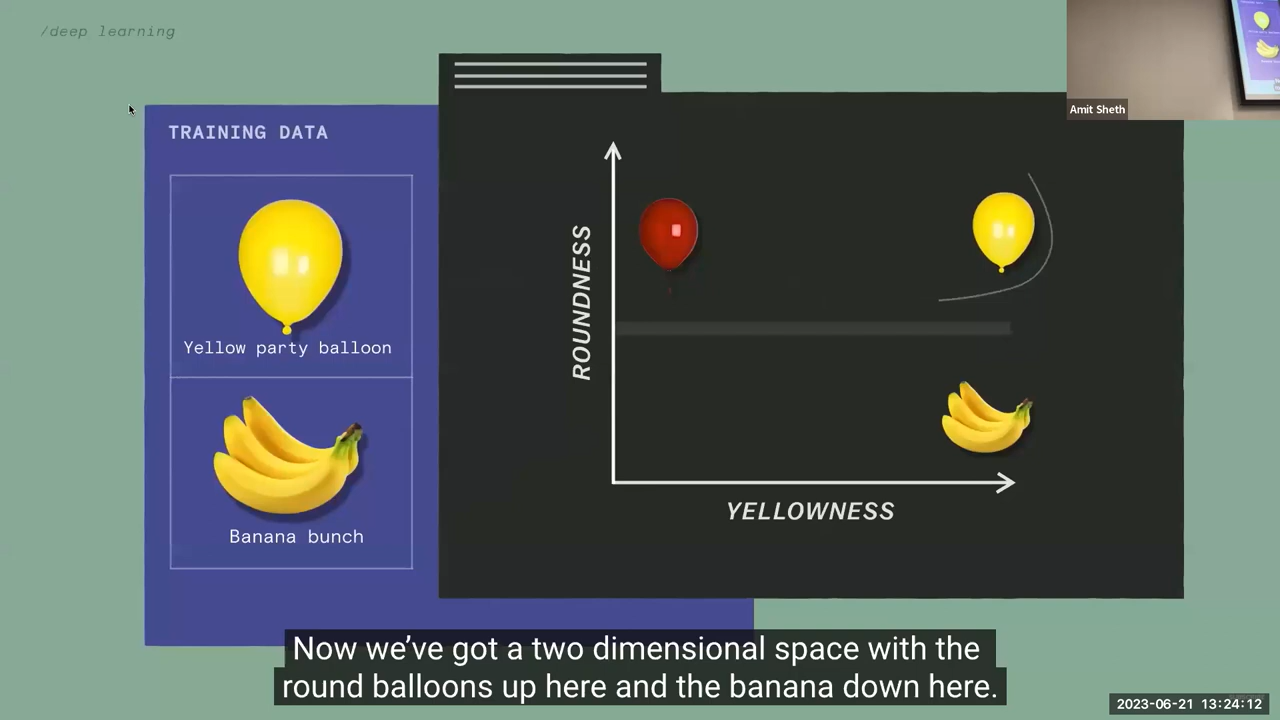 /deep learning
Amit Sheth
TRAINING DATA
Yellow party balloon
Banana bunch
ROUNDNESS
YELLOWNESS
Now we've got a two dimensional space with the
round balloons up here and the banana down here.
2023-06-21 13:24:12